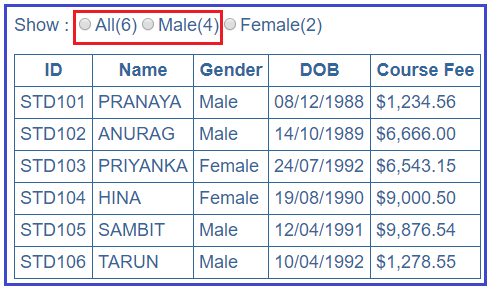 Show : All(6) Male(4) Female(2)
ID Name Gender DOB Course Fee
STD101 PRANAYA Male 08/12/1988 $1,234.56
STD102 ANURAG Male 14/10/1989 $6,666.00
STD103 PRIYANKA Female 24/07/1992 $6,543.15
STD104 HINA Female 19/08/1990 $9,000.50
STD105 SAMBIT Male 12/04/1991 $9,876.54
STD106 TARUN Male 10/04/1992 $1,278.55